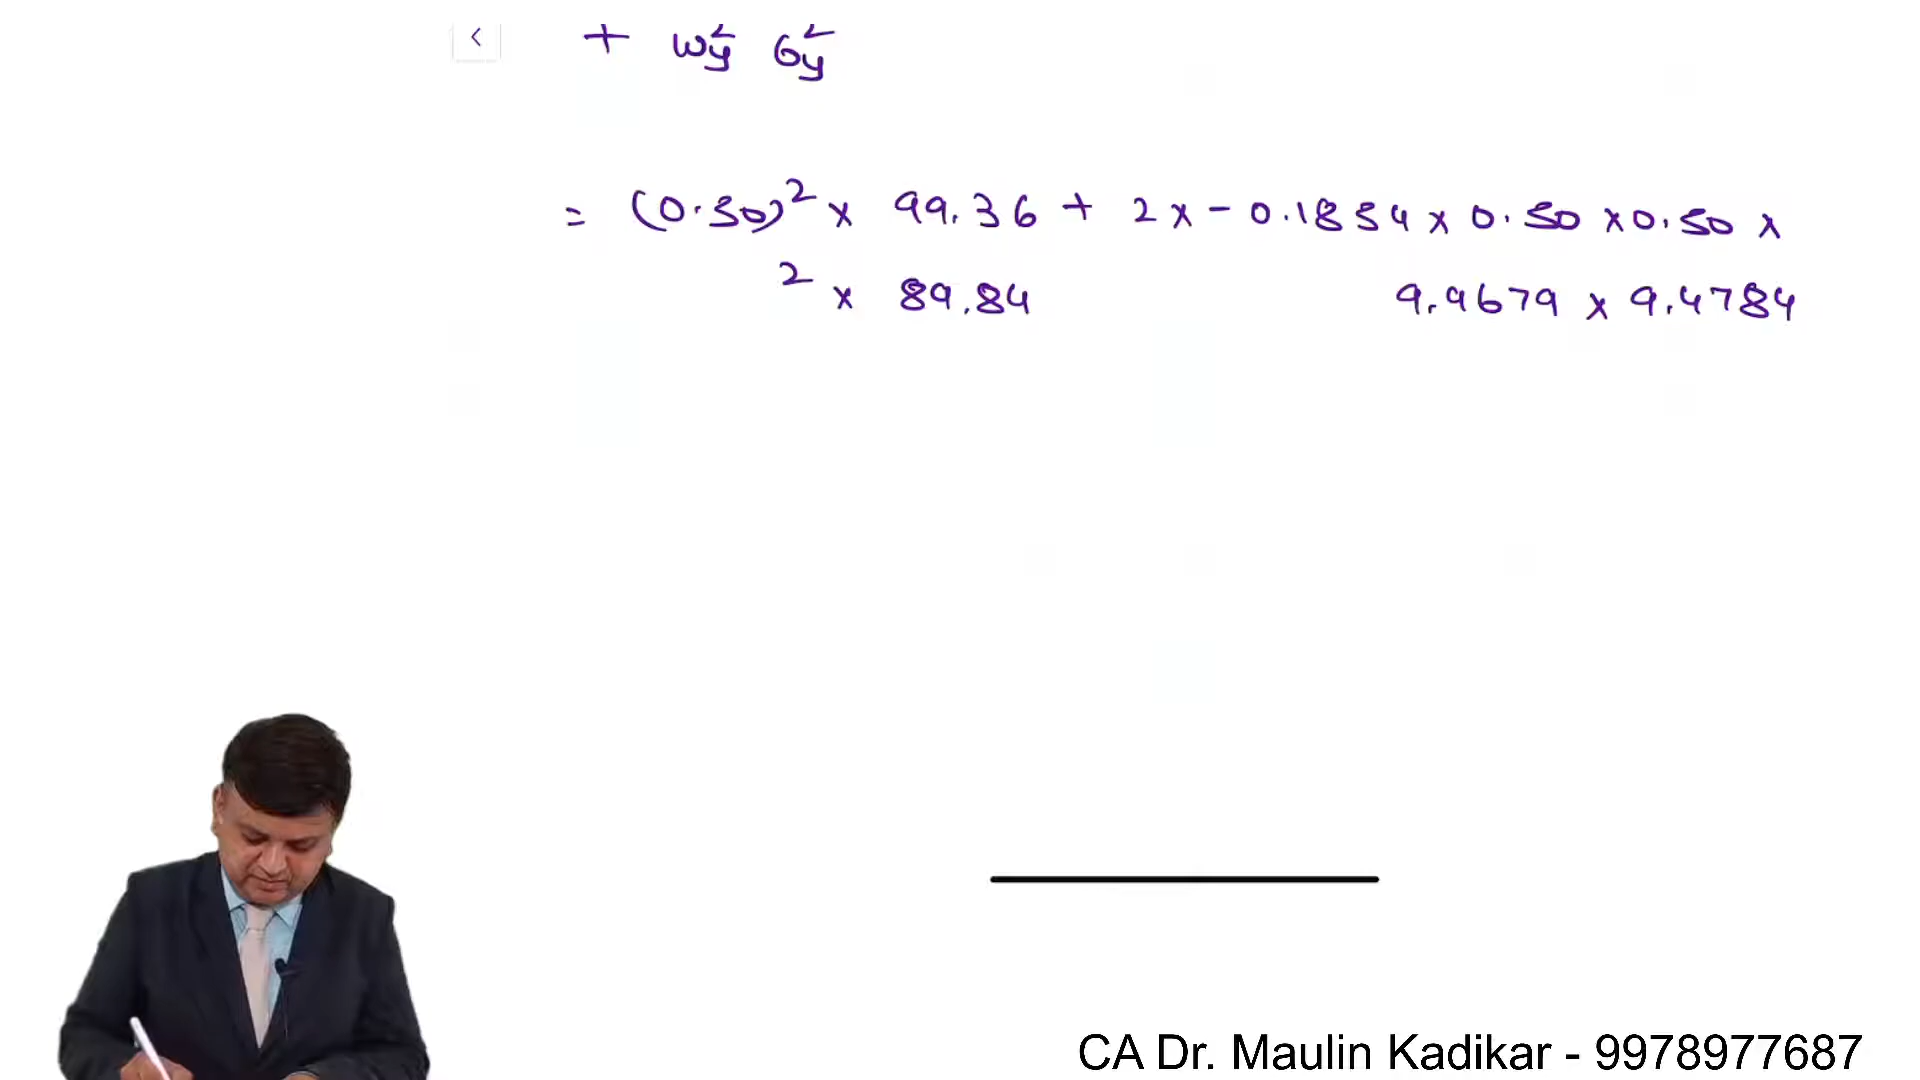 <
+ wy² σy²
= (0.50)² x 99.36 + 2 x - 0.1854 x 0.50 x 0.50 x
² x 89.84 9.9679 x 9.4784
CA Dr. Maulin Kadikar - 9978977687